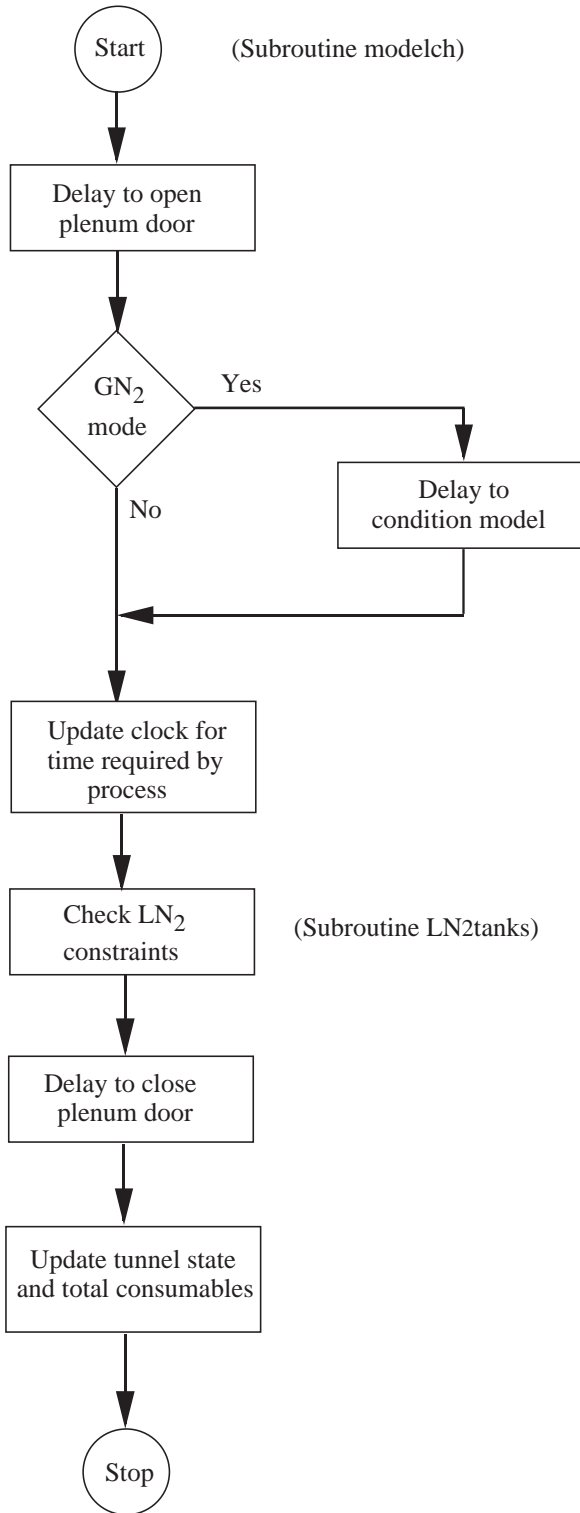 Start
(Subroutine modelch)
Delay to open
plenum door
GN2
mode
Yes
No
Delay to
condition model
Update clock for
time required by
process
Check LN2
constraints
(Subroutine LN2tanks)
Delay to close
plenum door
Update tunnel state
and total consumables
Stop